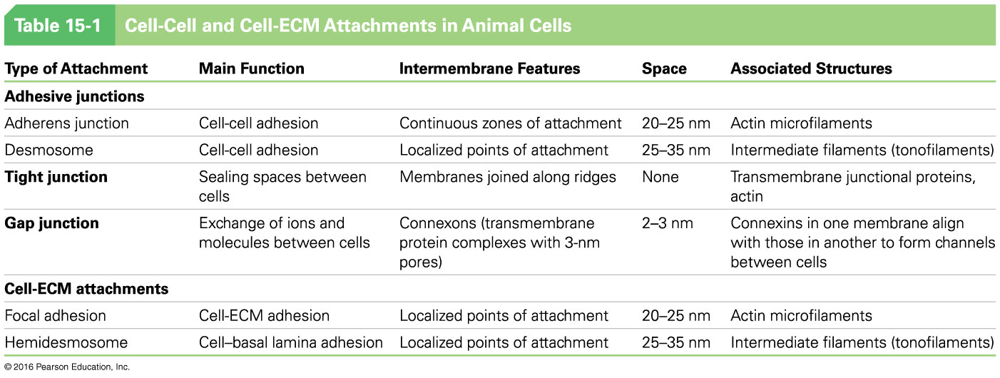 Table 15-1 Cell-Cell and Cell-ECM Attachments in Animal Cells
Type of Attachment Main Function Intermembrane Features Space Associated Structures
Adhesive junctions
Adherens junction Cell-cell adhesion Continuous zones of attachment 20–25 nm Actin microfilaments
Desmosome Cell-cell adhesion Localized points of attachment 25–35 nm Intermediate filaments (tonofilaments)
Tight junction Sealing spaces between Membranes joined along ridges None Transmembrane junctional proteins,
cells actin
Gap junction Exchange of ions and Connexons (transmembrane 2–3 nm Connexins in one membrane align
molecules between cells protein complexes with 3-nm with those in another to form channels
pores) between cells
Cell-ECM attachments
Focal adhesion Cell-ECM adhesion Localized points of attachment 20–25 nm Actin microfilaments
Hemidesmosome Cell–basal lamina adhesion Localized points of attachment 25–35 nm Intermediate filaments (tonofilaments)
© 2016 Pearson Education, Inc.